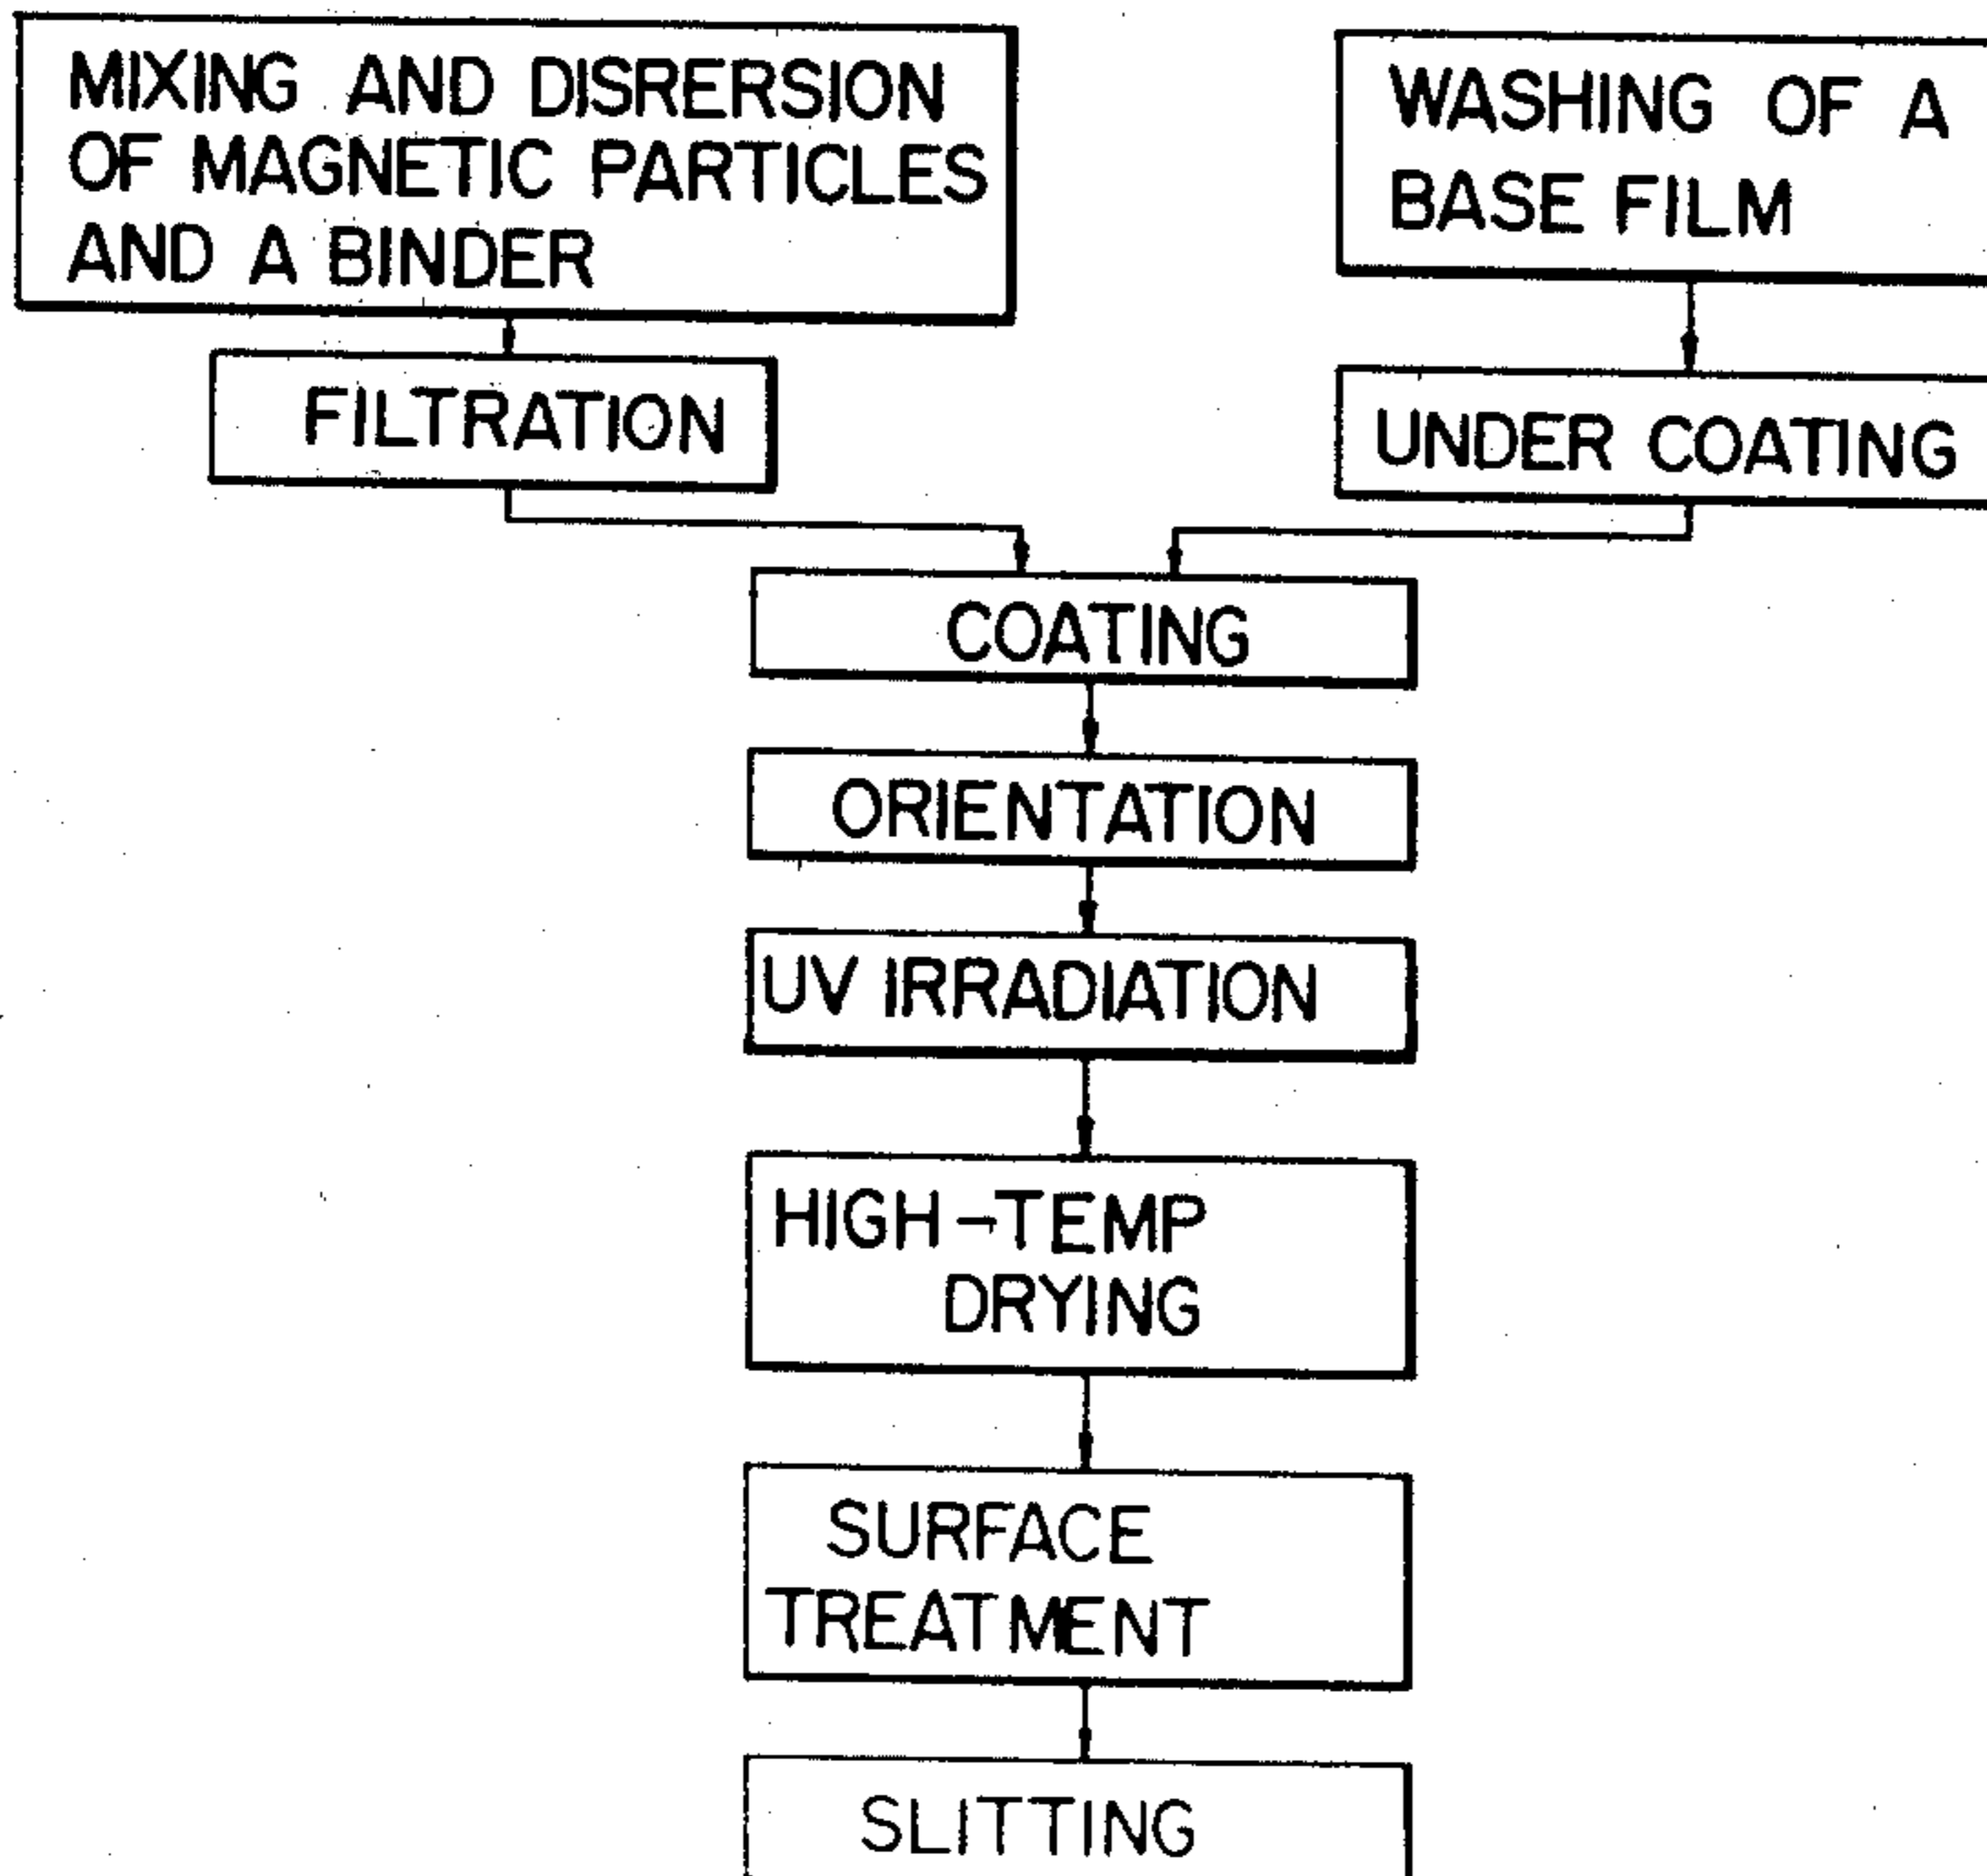 MIXING AND DISRERSION
OF MAGNETIC PARTICLES
AND A BINDER
WASHING OF A
BASE FILM
FILTRATION
UNDER COATING
COATING
ORIENTATION
UV IRRADIATION
HIGH-TEMP
DRYING
SURFACE
TREATMENT
SLITTING